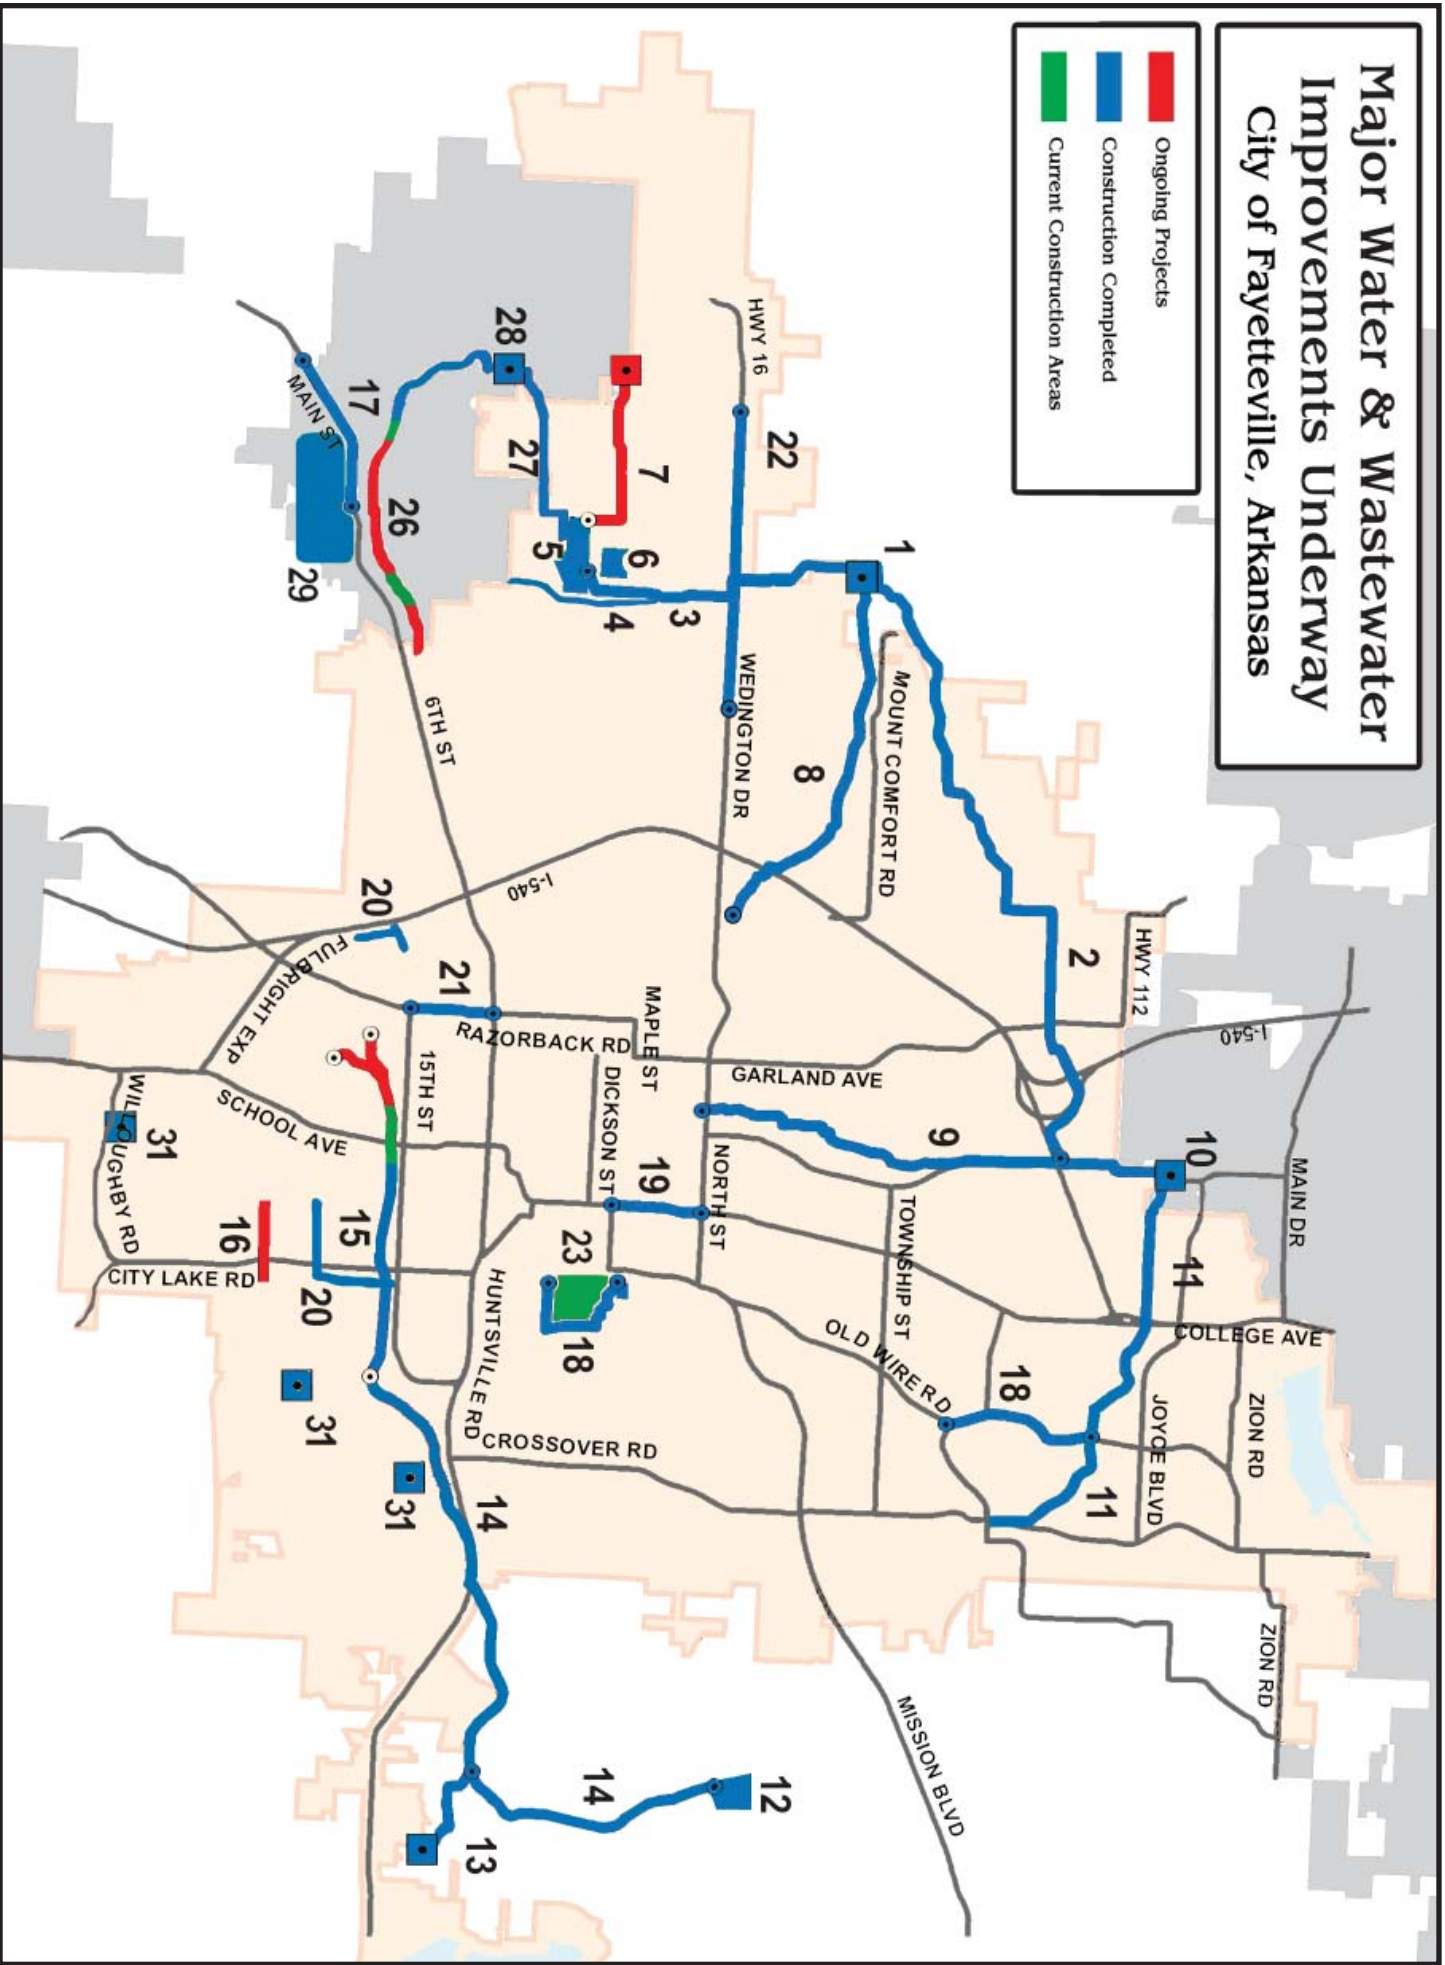 Major Water & Wastewater
Improvements Underway
City of Fayetteville, Arkansas
Ongoing Projects
Construction Completed
Current Construction Areas
MAIN DR
I-540
HWY 112
10
11
2
1
9
COLLEGE AVE
ZION RD
JOYCE BLVD
11
ZION RD
18
MOUNT COMFORT RD
TOWNSHIP ST
OLD WIRE RD
8
GARLAND AVE
MISSION BLVD
HWY 16
22
WEDINGTON DR
NORTH ST
12
3
7
6
4
5
MAPLE ST
19
DICKSON ST
23
18
14
CROSSOVER RD
RAZORBACK RD
I-540
27
28
HUNTSVILLE RD
14
13
21
6TH ST
15TH ST
26
17
20
31
MAIN ST
29
FULBRIGHT EXP
SCHOOL AVE
15
20
31
16
CITY LAKE RD
31
WILLOUGHBY RD